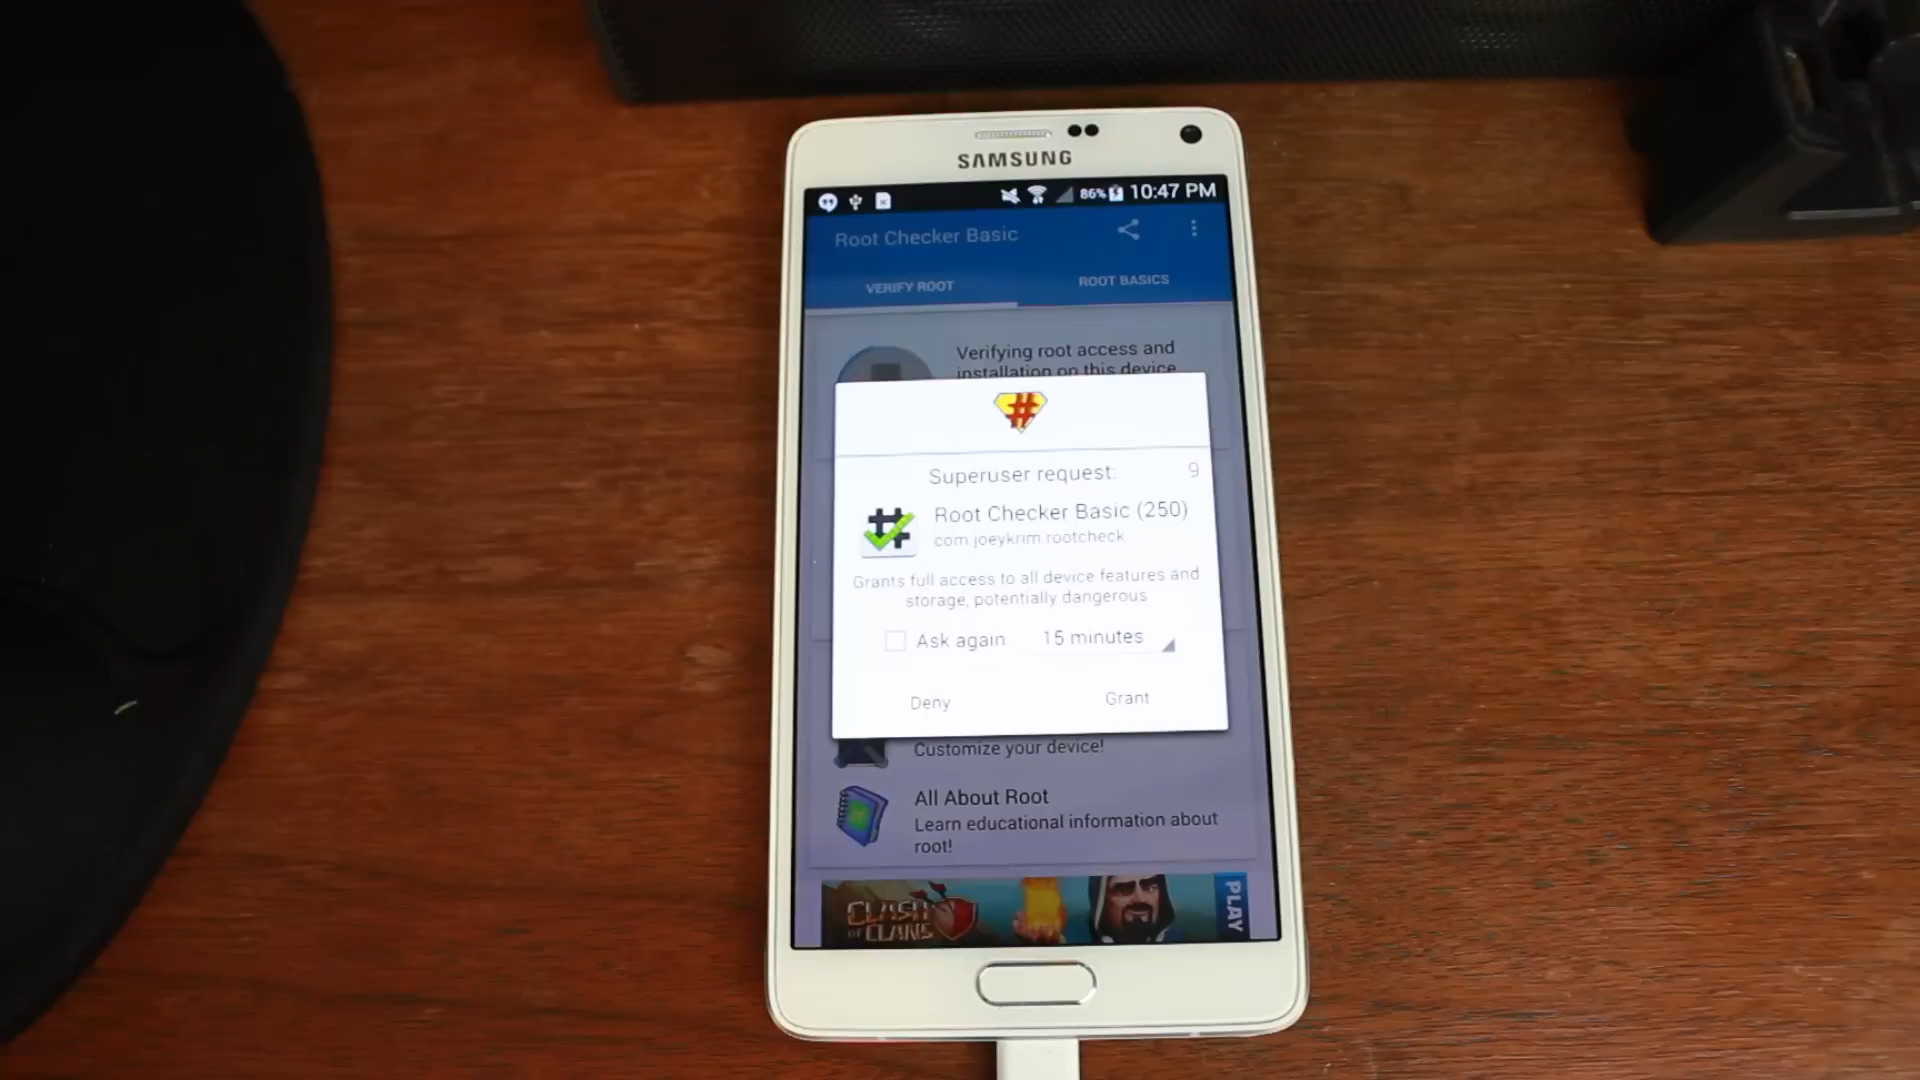 SAMSUNG
86% 10:47 PM
Root Checker Basic
VERIFY ROOT
ROOT BASICS
Verifying root access and
installation on this device
#
Superuser request:
9
Root Checker Basic (250)
com joeykrim rootcheck
Grants full access to all device features and
storage, potentially dangerous
Ask again.
15 minutes
Deny
Grant
Customize your device!
All About Root
Learn educational information about
root!
CLASH
OF CLANS
PLAY